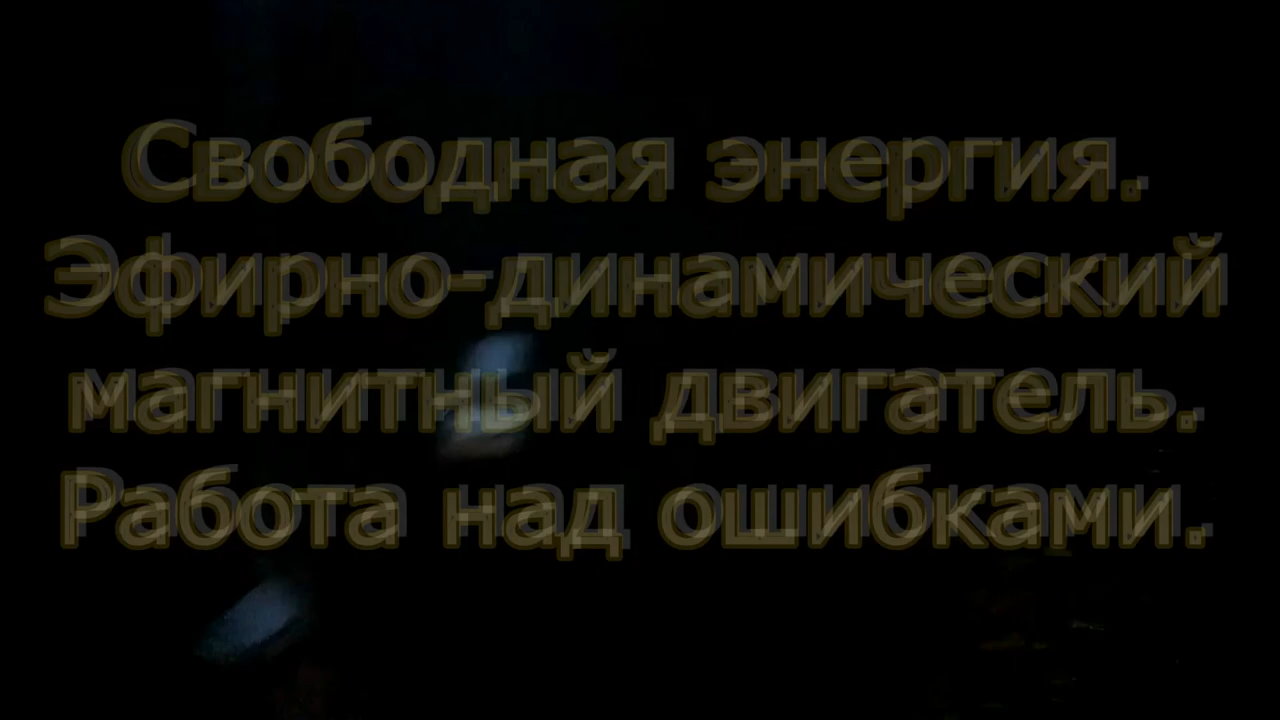 Свободная энергия.
Эфирно-динамический
магнитный двигатель.
Работа над ошибками.